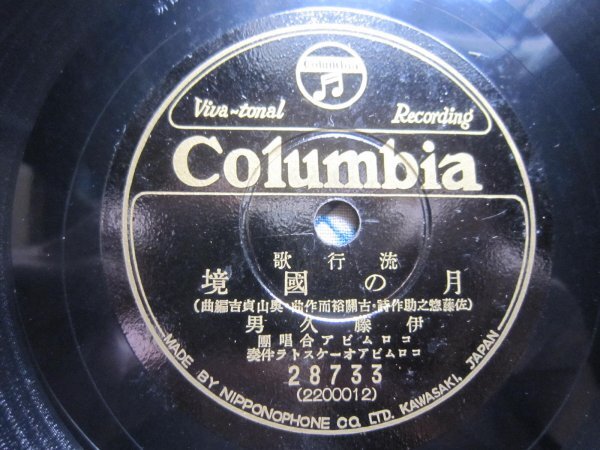 Columbia
Viva-tonal Recording
Columbia
流行歌
月の國境
(佐藤惣之助作詩・古關裕而作曲・奥山貞吉編曲)
伊藤久男
コロムビア合唱團
コロムビアオーケストラ伴奏
28733
(2200012)
MADE BY NIPPONOPHONE CO., LTD. KAWASAKI, JAPAN